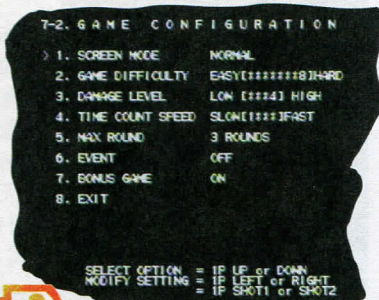 7-2. GAME CONFIGURATION
> 1. SCREEN MODE NORMAL
2. GAME DIFFICULTY EASY[*******8]HARD
3. DAMAGE LEVEL LOW [***4] HIGH
4. TIME COUNT SPEED SLOW[1***]FAST
5. MAX ROUND 3 ROUNDS
6. EVENT OFF
7. BONUS GAME ON
8. EXIT
SELECT OPTION = 1P UP or DOWN
MODIFY SETTING = 1P LEFT or RIGHT
= 1P SHOT1 or SHOT2